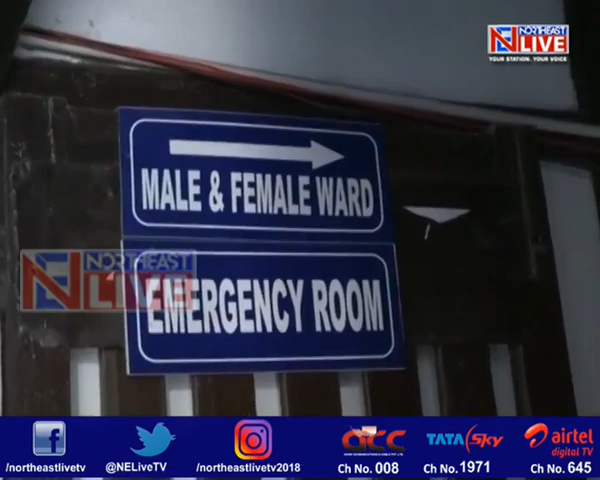 NORTHEAST
LIVE
YOUR STATION. YOUR VOICE
MALE & FEMALE WARD
NORTHEAST
LIVE
EMERGENCY ROOM
/northeastlivetv
@NELiveTV
/northeastlivetv2018
acc
Ch No. 008
TATA Sky
Ch No.1971
airtel
digital TV
Ch No. 645